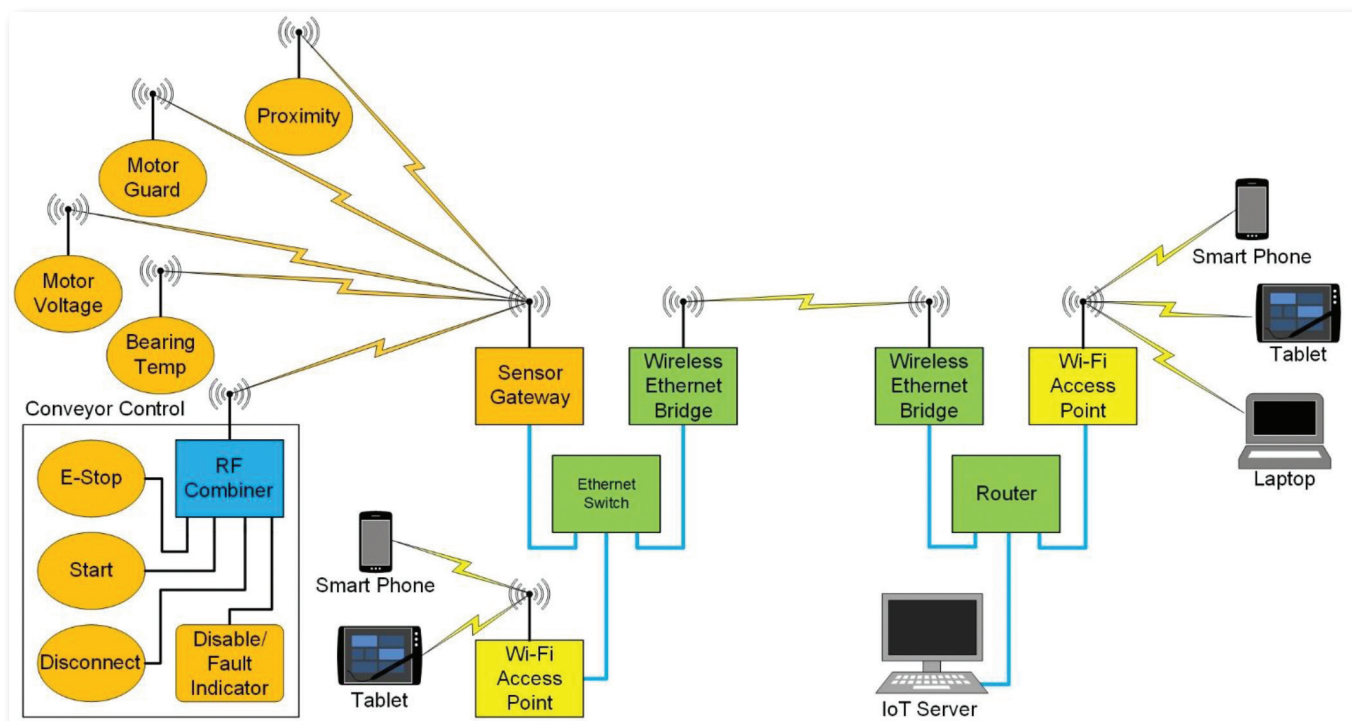 Proximity
Motor
Guard
Motor
Voltage
Bearing
Temp
Conveyor Control
E-Stop
RF
Combiner
Start
Disconnect
Disable/
Fault
Indicator
Sensor
Gateway
Wireless
Ethernet
Bridge
Ethernet
Switch
Smart Phone
Tablet
Wi-Fi
Access
Point
Wireless
Ethernet
Bridge
Wi-Fi
Access
Point
Router
IoT Server
Smart Phone
Tablet
Laptop